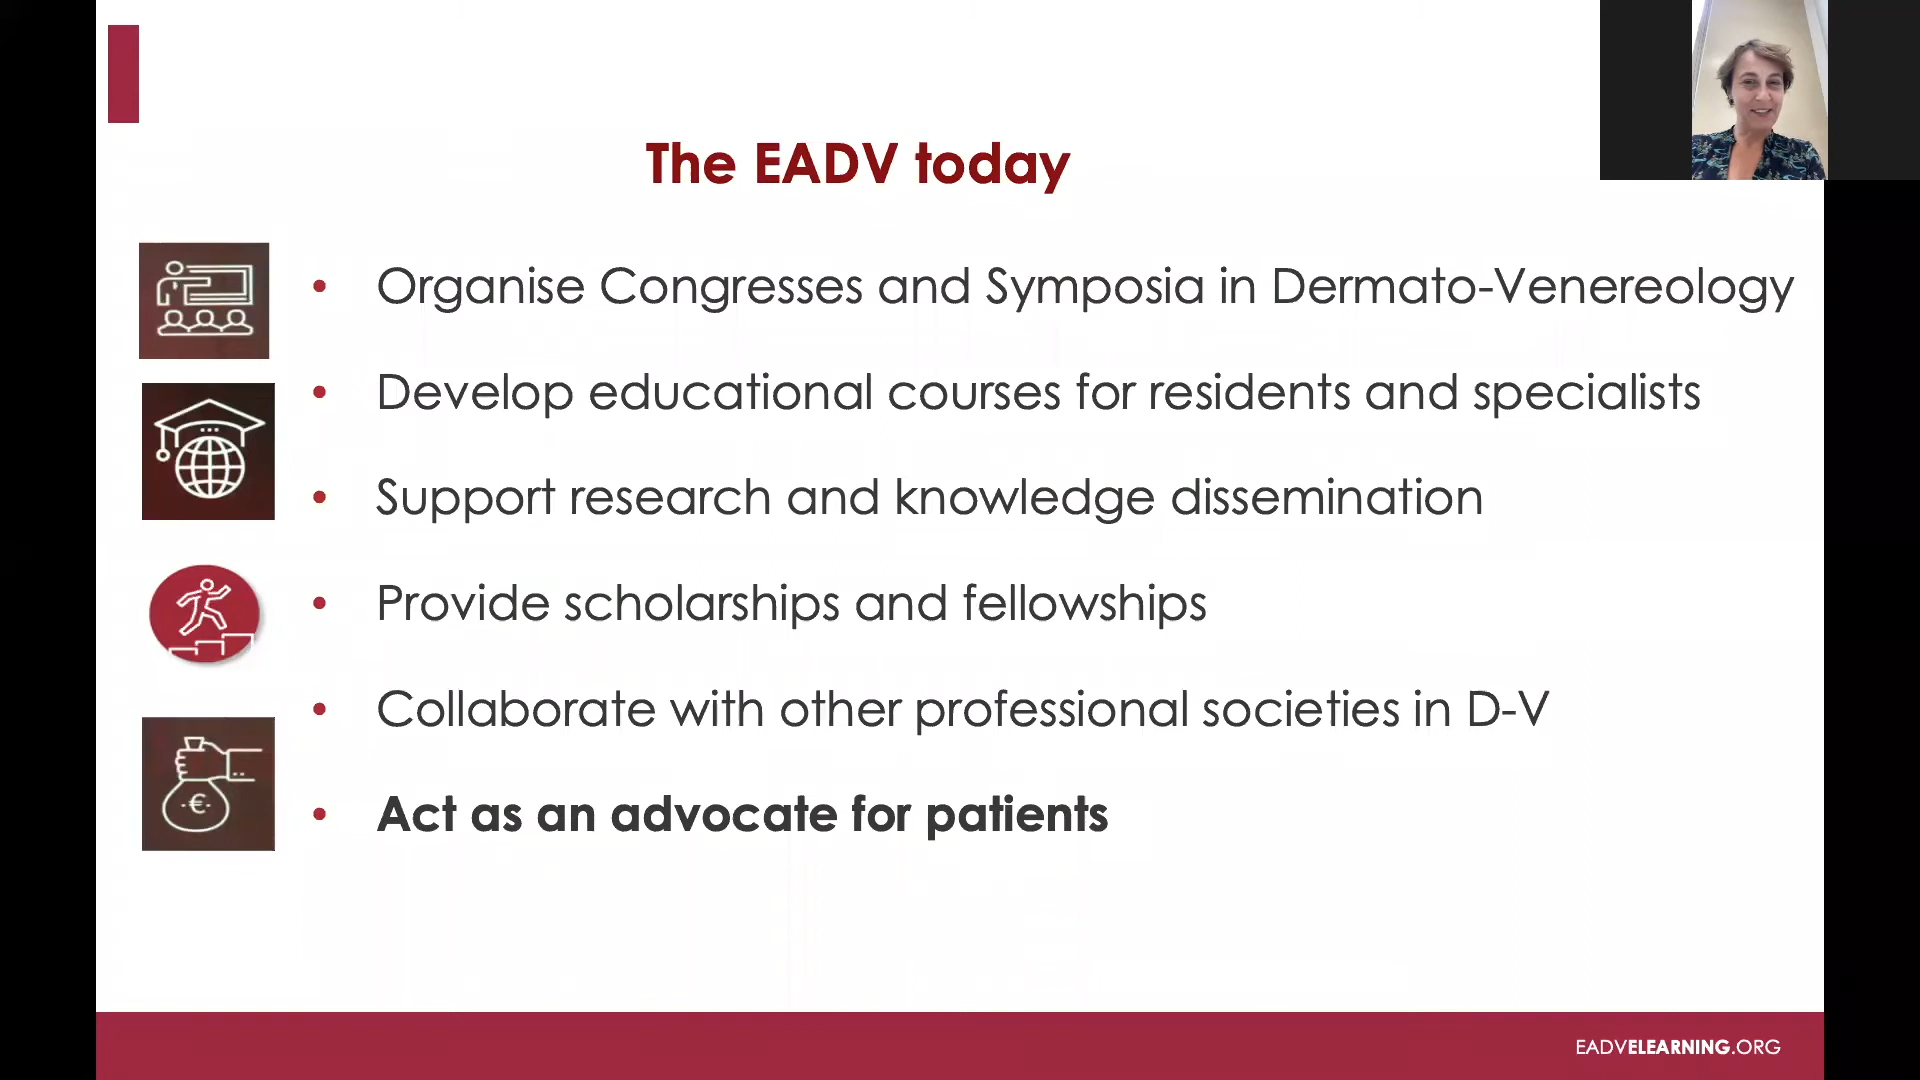 The EADV today
• Organise Congresses and Symposia in Dermato-Venereology
• Develop educational courses for residents and specialists
• Support research and knowledge dissemination
• Provide scholarships and fellowships
• Collaborate with other professional societies in D-V
• Act as an advocate for patients
€
EADVELEARNING.ORG